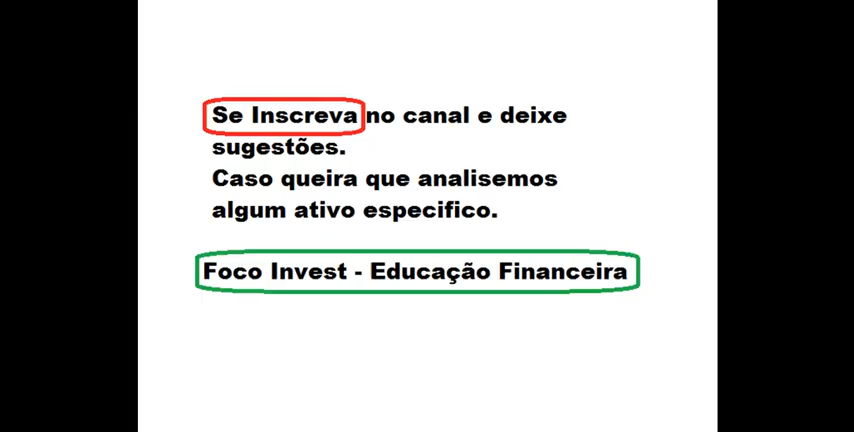 Se Inscreva no canal e deixe
sugestões.
Caso queira que analisemos
algum ativo especifico.
Foco Invest - Educação Financeira